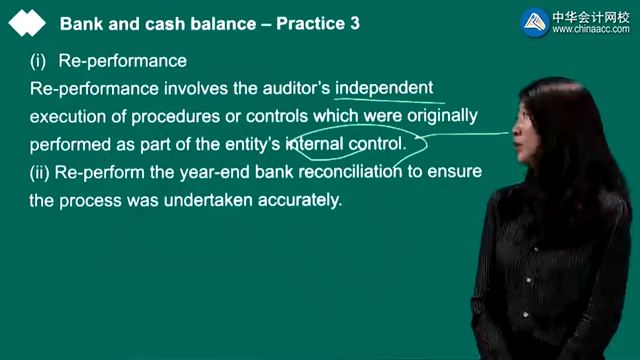 Bank and cash balance – Practice 3
中华会计网校
www.chinaacc.com
(i) Re-performance
Re-performance involves the auditor's independent
execution of procedures or controls which were originally
performed as part of the entity's internal control.
(ii) Re-perform the year-end bank reconciliation to ensure
the process was undertaken accurately.